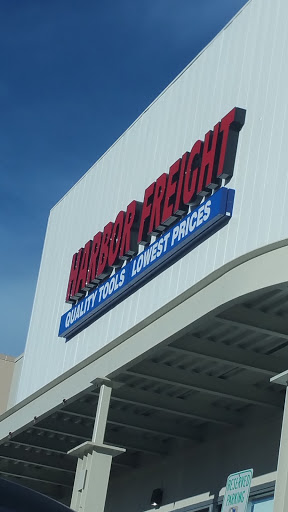 HARBOR FREIGHT
QUALITY TOOLS LOWEST PRICES
RESERVED
PARKING